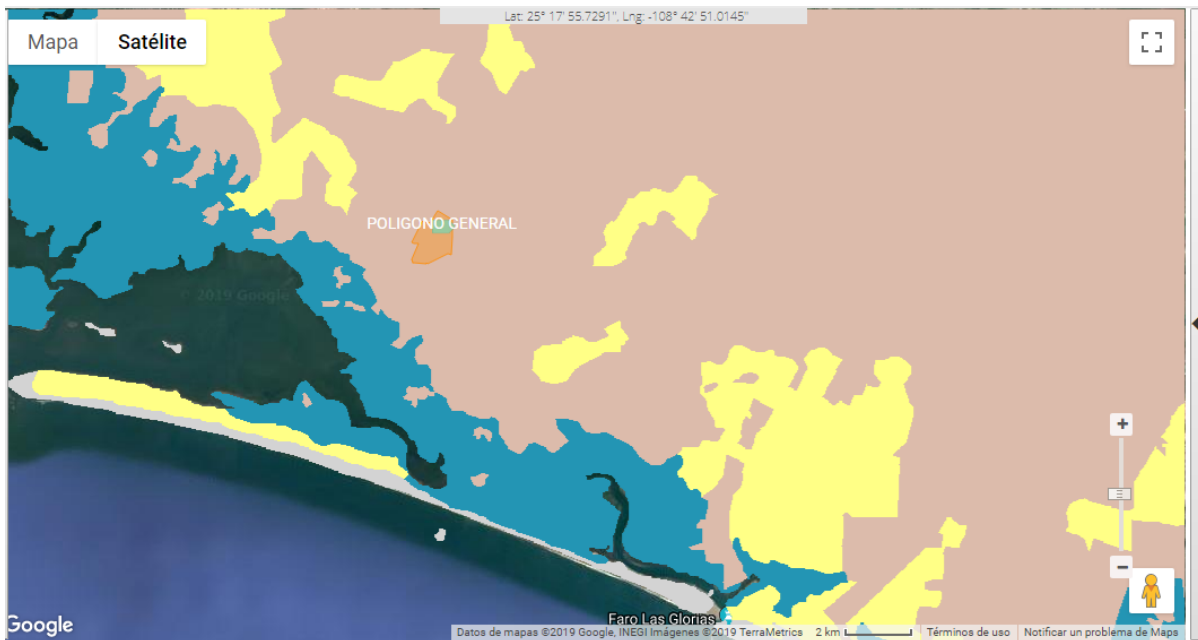 Lat: 25° 17' 55.7291", Lng: -108° 42' 51.0145"
Mapa Satélite
POLIGONO GENERAL
© 2019 Google
+
−
Faro Las Glorias
Google
Datos de mapas ©2019 Google, INEGI Imágenes ©2019 TerraMetrics 2 km Términos de uso Notificar un problema de Maps